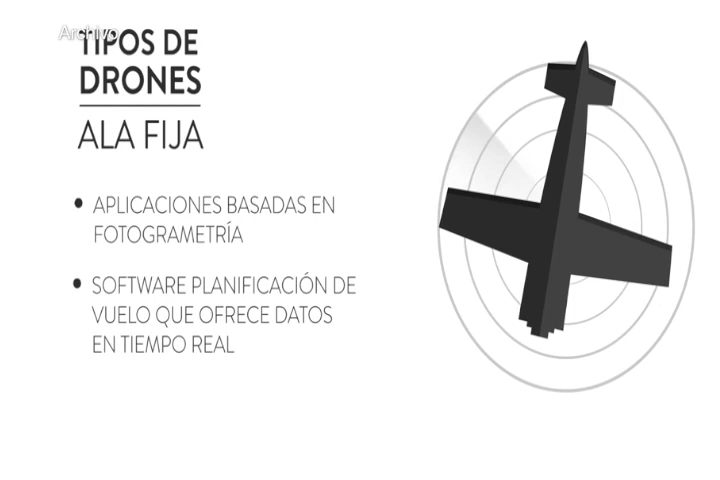 Archivo
TIPOS DE
DRONES
ALA FIJA
• APLICACIONES BASADAS EN
FOTOGRAMETRÍA
• SOFTWARE PLANIFICACIÓN DE
VUELO QUE OFRECE DATOS
EN TIEMPO REAL